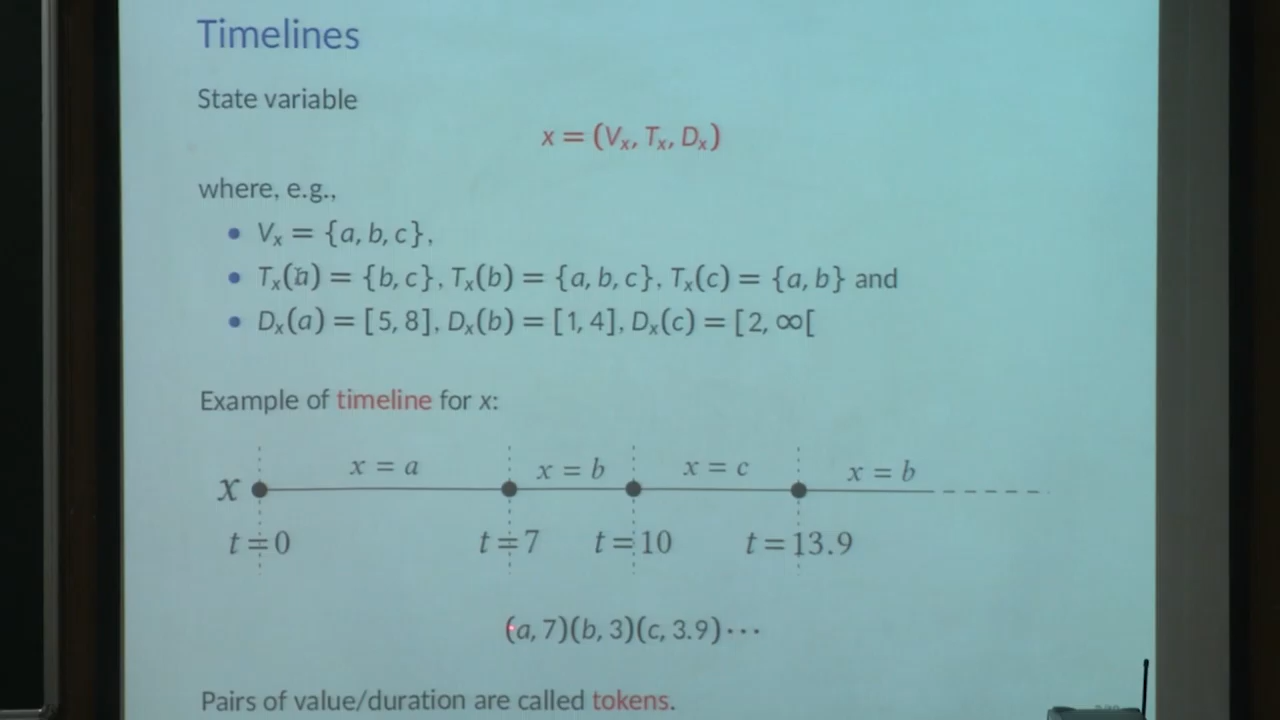 Timelines
State variable
x = (Vₓ, Tₓ, Dₓ)
where, e.g.,
• Vₓ = {a, b, c},
• Tₓ(a) = {b, c}, Tₓ(b) = {a, b, c}, Tₓ(c) = {a, b} and
• Dₓ(a) = [5, 8], Dₓ(b) = [1, 4], Dₓ(c) = [2, ∞[
Example of timeline for x:
x = a x = b x = c x = b
x
t = 0 t = 7 t = 10 t = 13.9
(a, 7)(b, 3)(c, 3.9)···
Pairs of value/duration are called tokens.